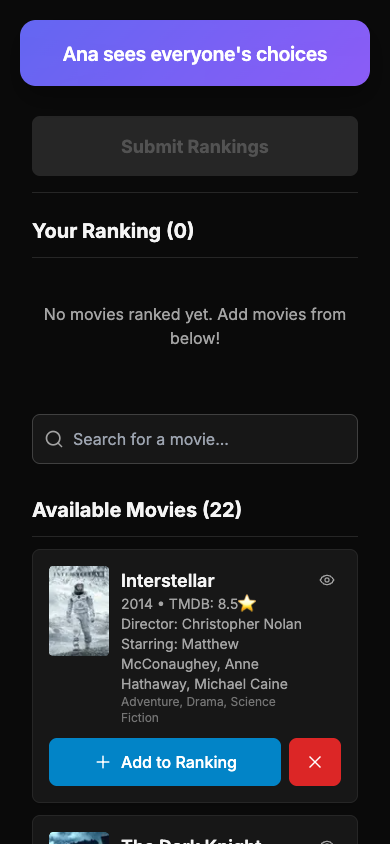 Ana sees everyone's choices
Submit Rankings
Your Ranking (0)
No movies ranked yet. Add movies from
below!
Search for a movie...
Available Movies (22)
INTERSTELLAR
Interstellar
2014 • TMDB: 8.5⭐
Director: Christopher Nolan
Starring: Matthew
McConaughey, Anne
Hathaway, Michael Caine
Adventure, Drama, Science
Fiction
Add to Ranking
The Dark Knight